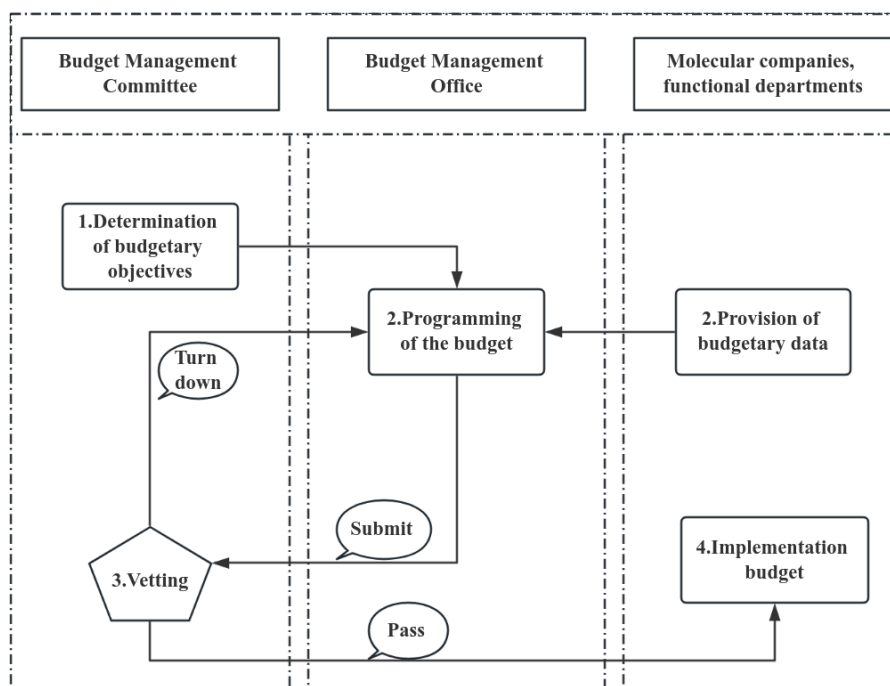 Budget Management
Committee
Budget Management
Office
Molecular companies,
functional departments
1.Determination
of budgetary
objectives
2.Programming
of the budget
2.Provision of
budgetary data
Turn
down
Submit
3.Vetting
4.Implementation
budget
Pass